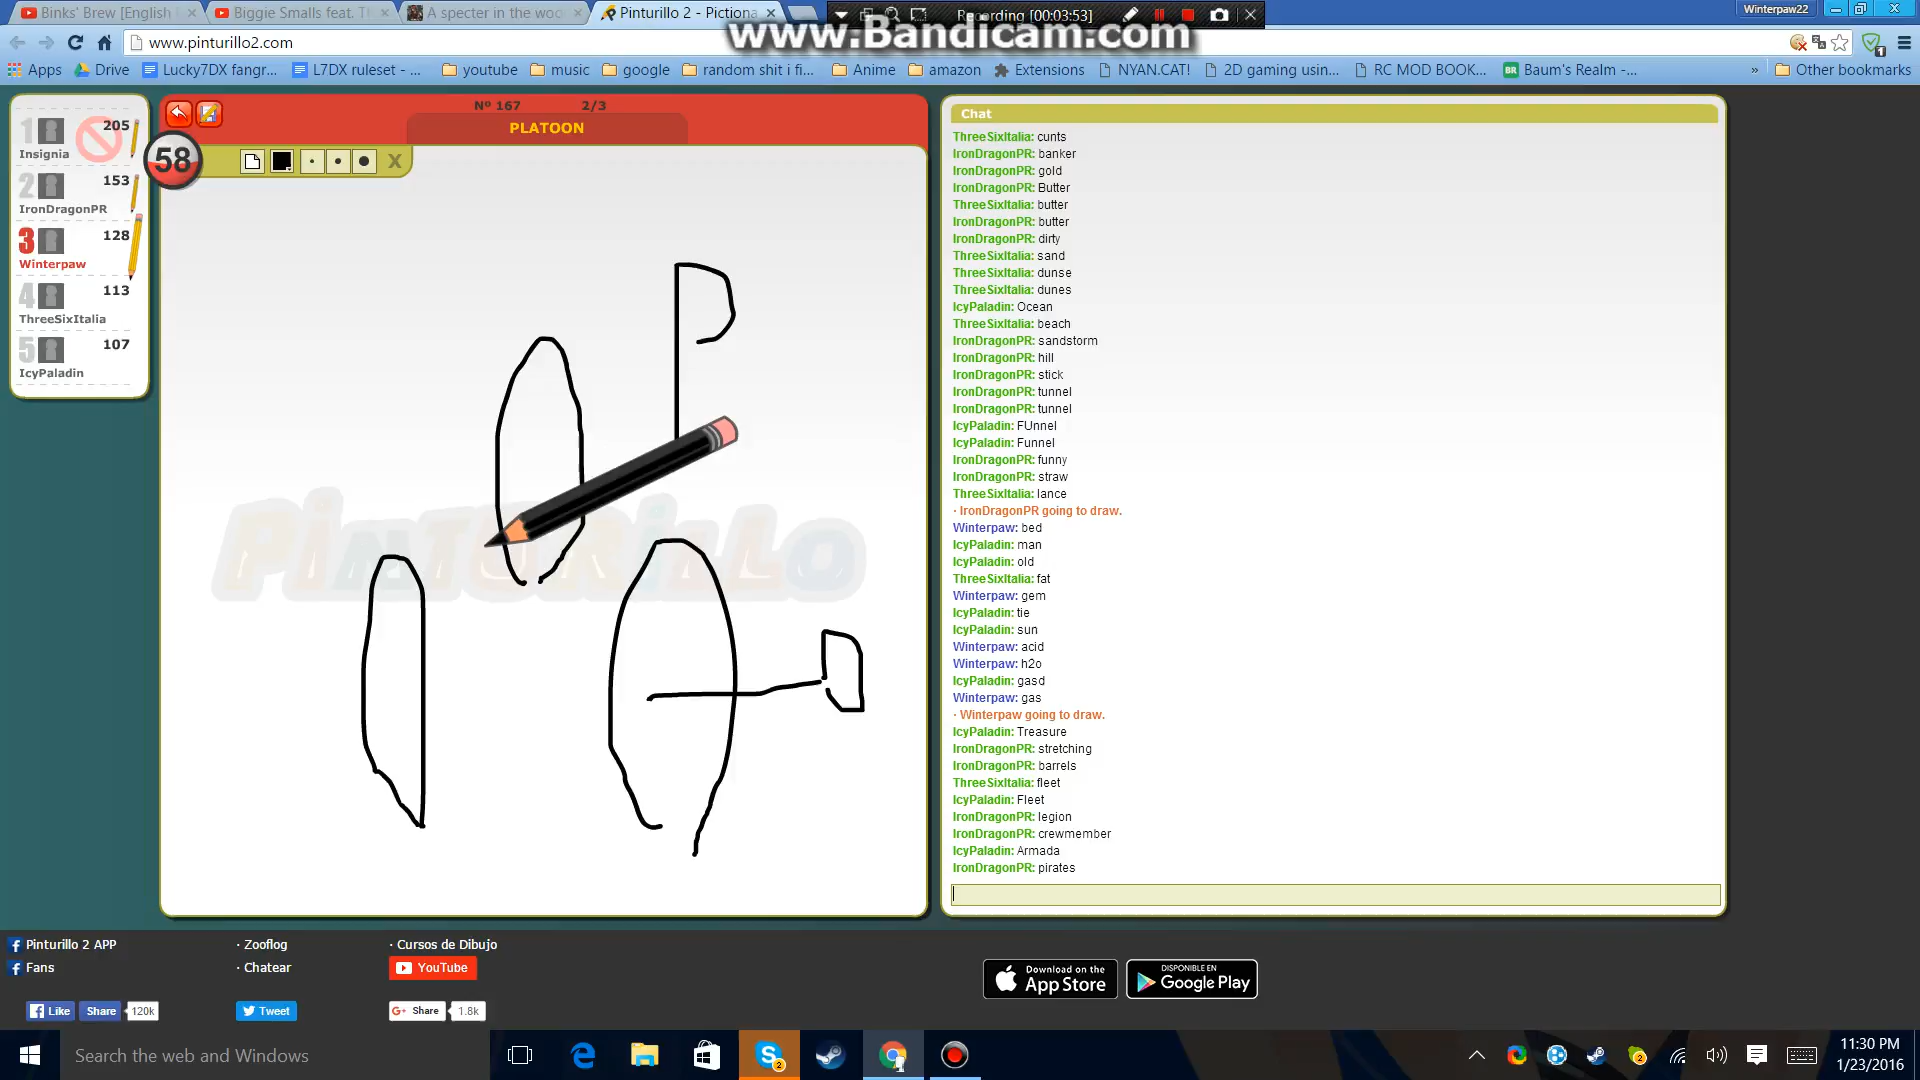 Binks' Brew [English
Biggie Smalls feat. Th
A specter in the woo
Pinturillo 2 - Pictiona
Recording [00:03:53]
Winterpaw22
www.Bandicam.com
www.pinturillo2.com
Apps
Drive
Lucky7DX fangr...
L7DX ruleset - ...
youtube
music
google
random shit i fi...
Anime
amazon
Extensions
NYAN.CAT!
2D gaming usin...
RC MOD BOOK...
BR Baum's Realm -...
»
Other bookmarks
1 205
Insignia
2 153
IronDragonPR
3 128
Winterpaw
4 113
ThreeSixItalia
5 107
IcyPaladin
Nº 167 2/3
PLATOON
58
X
PinTuRiLLo
Chat
ThreeSixItalia: cunts
IronDragonPR: banker
IronDragonPR: gold
IronDragonPR: Butter
ThreeSixItalia: butter
IronDragonPR: butter
IronDragonPR: dirty
ThreeSixItalia: sand
ThreeSixItalia: dunse
ThreeSixItalia: dunes
IcyPaladin: Ocean
ThreeSixItalia: beach
IronDragonPR: sandstorm
IronDragonPR: hill
IronDragonPR: stick
IronDragonPR: tunnel
IronDragonPR: tunnel
IcyPaladin: FUnnel
IcyPaladin: Funnel
IronDragonPR: funny
IronDragonPR: straw
ThreeSixItalia: lance
· IronDragonPR going to draw.
Winterpaw: bed
IcyPaladin: man
IcyPaladin: old
ThreeSixItalia: fat
Winterpaw: gem
IcyPaladin: tie
IcyPaladin: sun
Winterpaw: acid
Winterpaw: h2o
IcyPaladin: gasd
Winterpaw: gas
· Winterpaw going to draw.
IcyPaladin: Treasure
IronDragonPR: stretching
IronDragonPR: barrels
ThreeSixItalia: fleet
IcyPaladin: Fleet
IronDragonPR: legion
IronDragonPR: crewmember
IcyPaladin: Armada
IronDragonPR: pirates
Pinturillo 2 APP
Fans
· Zooflog
· Chatear
· Cursos de Dibujo
YouTube
Like Share 120k
Tweet
G+ Share 1.8k
Download on the
App Store
DISPONIBLE EN
Google Play
Search the web and Windows
11:30 PM
1/23/2016